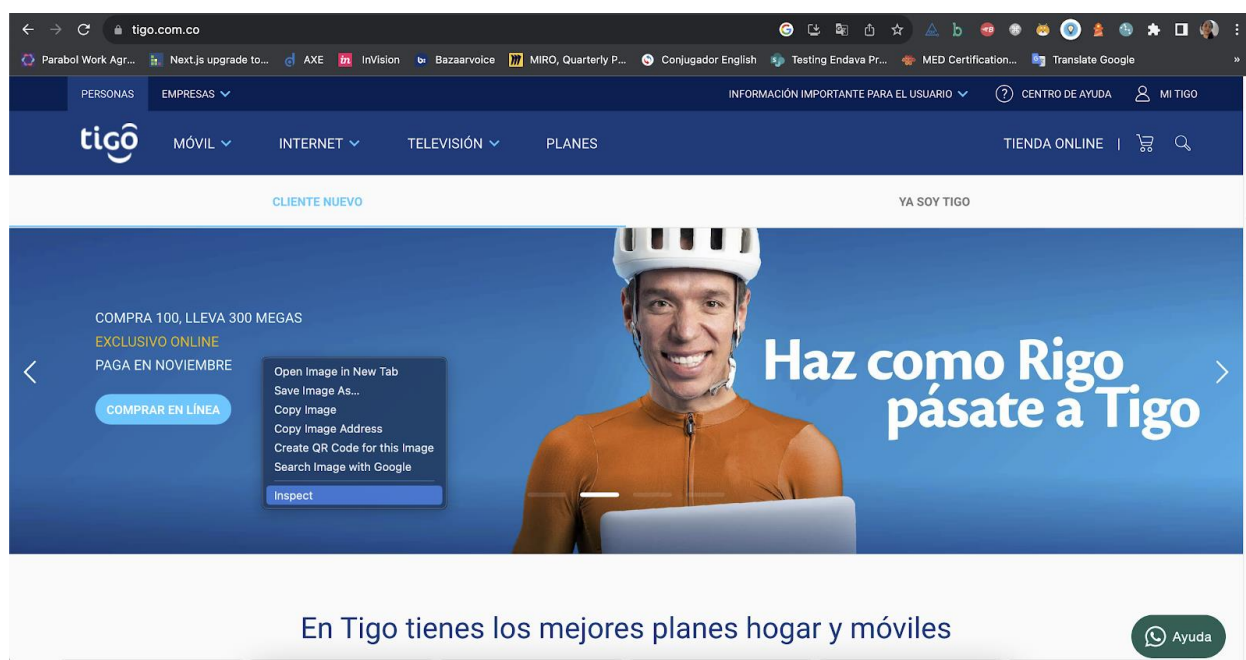 tigo.com.co
Parabol Work Agr... Next.js upgrade to... AXE InVision Bazaarvoice MIRO, Quarterly P... Conjugador English Testing Endava Pr... MED Certification... Translate Google »
PERSONAS EMPRESAS INFORMACIÓN IMPORTANTE PARA EL USUARIO ? CENTRO DE AYUDA MI TIGO
tigo MÓVIL INTERNET TELEVISIÓN PLANES TIENDA ONLINE |
CLIENTE NUEVO YA SOY TIGO
COMPRA 100, LLEVA 300 MEGAS
EXCLUSIVO ONLINE
PAGA EN NOVIEMBRE
COMPRAR EN LÍNEA
Open Image in New Tab
Save Image As...
Copy Image
Copy Image Address
Create QR Code for this Image
Search Image with Google
Inspect
Haz como Rigo
pásate a Tigo
En Tigo tienes los mejores planes hogar y móviles
Ayuda